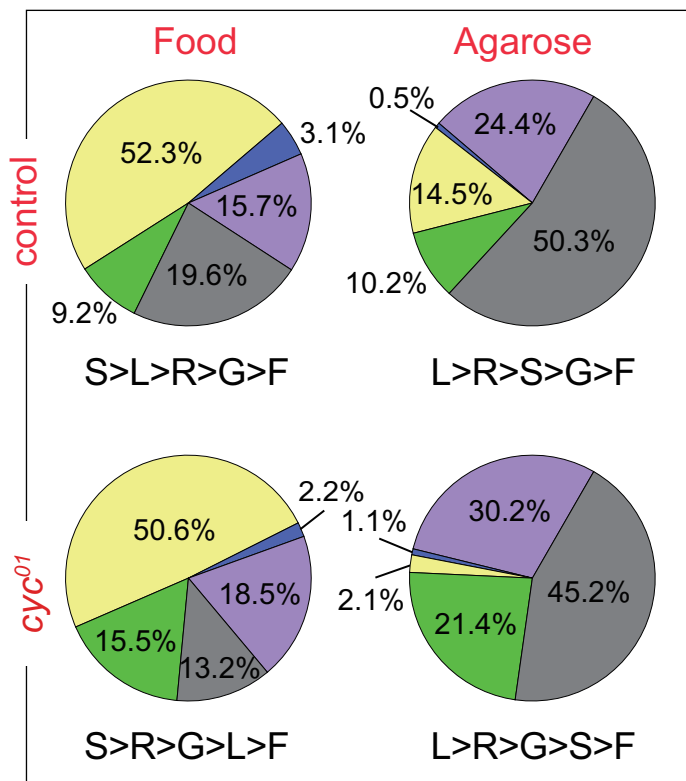 Food
Agarose
control
52.3%
3.1%
15.7%
19.6%
9.2%
S>L>R>G>F
0.5%
24.4%
14.5%
50.3%
10.2%
L>R>S>G>F
cyc⁰¹
50.6%
2.2%
18.5%
13.2%
15.5%
S>R>G>L>F
1.1%
30.2%
2.1%
45.2%
21.4%
L>R>G>S>F